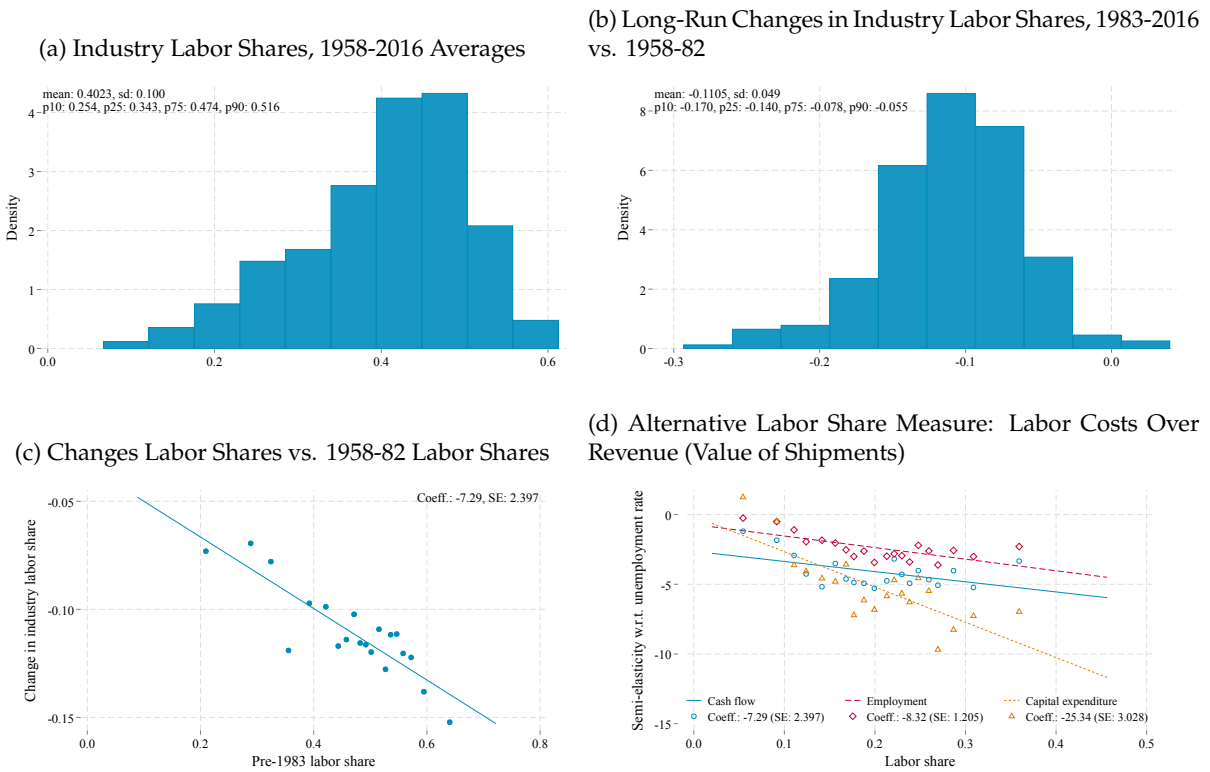 (a) Industry Labor Shares, 1958-2016 Averages
mean: 0.4023, sd: 0.100
p10: 0.254, p25: 0.343, p75: 0.474, p90: 0.516
Density
4
3
2
1
0
0.0
0.2
0.4
0.6
(b) Long-Run Changes in Industry Labor Shares, 1983-2016
vs. 1958-82
mean: -0.1105, sd: 0.049
p10: -0.170, p25: -0.140, p75: -0.078, p90: -0.055
Density
8
6
4
2
0
-0.3
-0.2
-0.1
0.0
(c) Changes Labor Shares vs. 1958-82 Labor Shares
Coeff.: -7.29, SE: 2.397
Change in industry labor share
-0.05
-0.10
-0.15
0.0
0.2
0.4
0.6
0.8
Pre-1983 labor share
(d) Alternative Labor Share Measure: Labor Costs Over
Revenue (Value of Shipments)
Semi-elasticity w.r.t. unemployment rate
0
-5
-10
-15
Cash flow
Employment
Capital expenditure
Coeff.: -7.29 (SE: 2.397)
Coeff.: -8.32 (SE: 1.205)
Coeff.: -25.34 (SE: 3.028)
0.0
0.1
0.2
0.3
0.4
0.5
Labor share